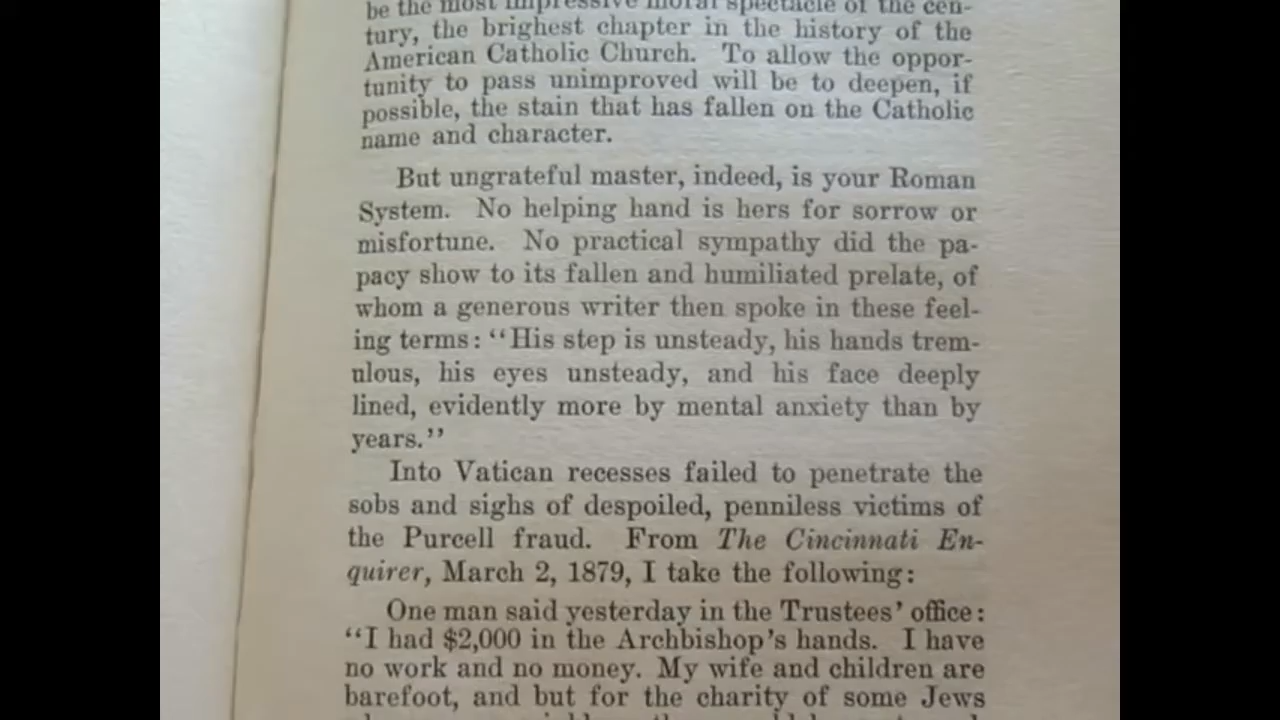 be the most impressive moral spectacle of the cen-
tury, the brighest chapter in the history of the
American Catholic Church. To allow the oppor-
tunity to pass unimproved will be to deepen, if
possible, the stain that has fallen on the Catholic
name and character.
But ungrateful master, indeed, is your Roman
System. No helping hand is hers for sorrow or
misfortune. No practical sympathy did the pa-
pacy show to its fallen and humiliated prelate, of
whom a generous writer then spoke in these feel-
ing terms: “His step is unsteady, his hands trem-
ulous, his eyes unsteady, and his face deeply
lined, evidently more by mental anxiety than by
years.”
Into Vatican recesses failed to penetrate the
sobs and sighs of despoiled, penniless victims of
the Purcell fraud. From The Cincinnati En-
quirer, March 2, 1879, I take the following:
One man said yesterday in the Trustees’ office:
“I had $2,000 in the Archbishop’s hands. I have
no work and no money. My wife and children are
barefoot, and but for the charity of some Jews